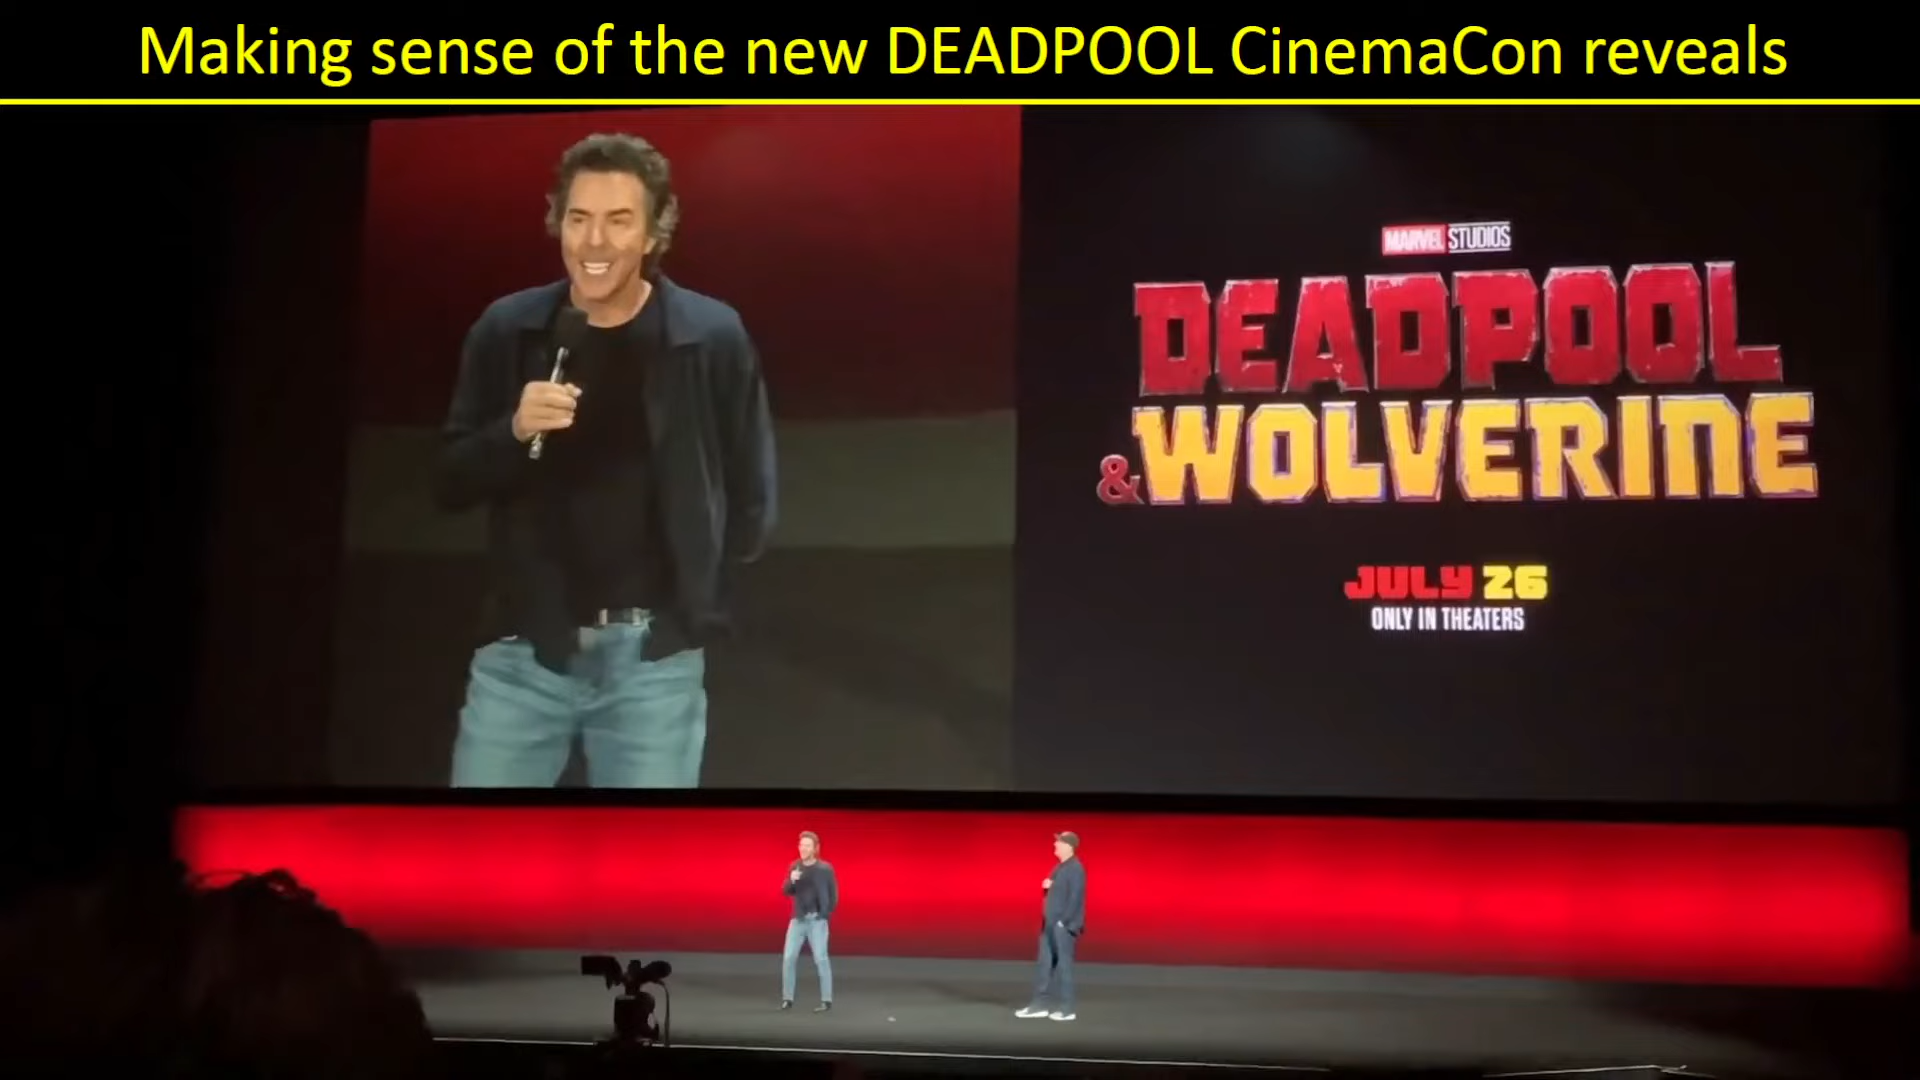 Making sense of the new DEADPOOL CinemaCon reveals
MARVEL STUDIOS
DEADPOOL
& WOLVERINE
JULY 26
ONLY IN THEATERS